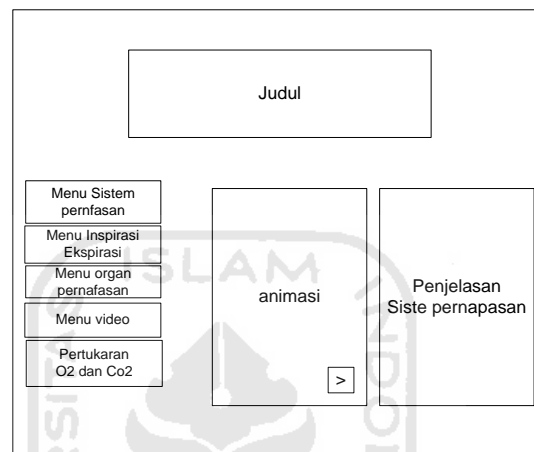 Judul
Menu Sistem
pernfasan
Menu Inspirasi
Ekspirasi
Menu organ
pernafasan
Menu video
Pertukaran
O2 dan Co2
animasi
>
Penjelasan
Siste pernapasan
ISLAM